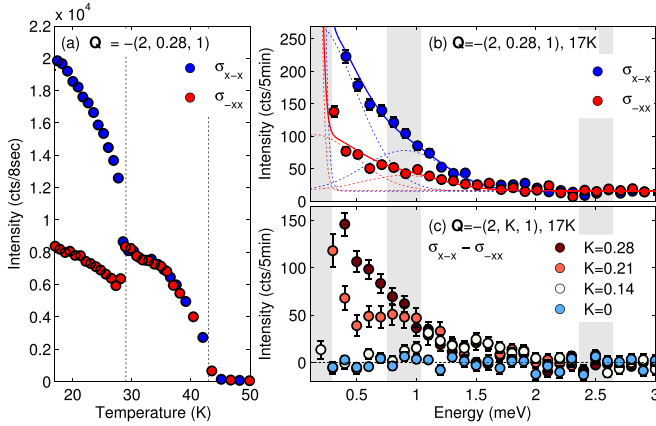 x 10⁴
(a) Q = −(2, 0.28, 1)
σx−x
σ−xx
2.2
2
1.8
1.6
1.4
1.2
1
0.8
0.6
0.4
0.2
0
Intensity (cts/8sec)
20 30 40 50
Temperature (K)
(b) Q=−(2, 0.28, 1), 17K
σx−x
σ−xx
250
200
150
100
50
0
Intensity (cts/5min)
(c) Q=−(2, K, 1), 17K
σx−x − σ−xx
K=0.28
K=0.21
K=0.14
K=0
150
100
50
0
Intensity (cts/5min)
0.5 1 1.5 2 2.5 3
Energy (meV)